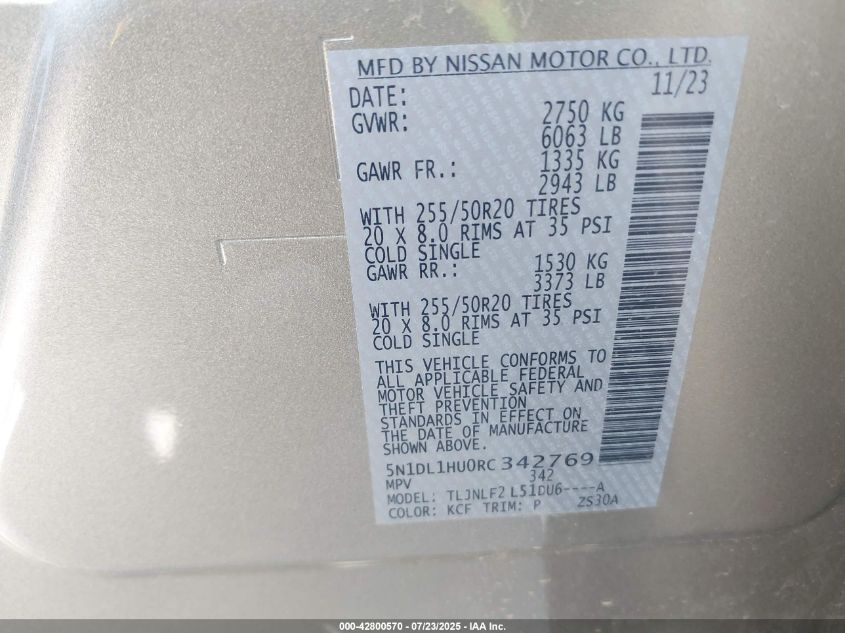 MFD BY NISSAN MOTOR CO., LTD.
DATE: 11/23
GVWR: 2750 KG
6063 LB
GAWR FR.: 1335 KG
2943 LB
WITH 255/50R20 TIRES
20 X 8.0 RIMS AT 35 PSI
COLD SINGLE
GAWR RR.: 1530 KG
3373 LB
WITH 255/50R20 TIRES
20 X 8.0 RIMS AT 35 PSI
COLD SINGLE
THIS VEHICLE CONFORMS TO
ALL APPLICABLE FEDERAL
MOTOR VEHICLE SAFETY AND
THEFT PREVENTION
STANDARDS IN EFFECT ON
THE DATE OF MANUFACTURE
SHOWN ABOVE.
5N1DL1HU0RC342769
MPV 342
MODEL: TLJNLF2 L51DU6----A
COLOR: KCF TRIM: P ZS30A
000-42800570 - 07/23/2025 - IAA Inc.